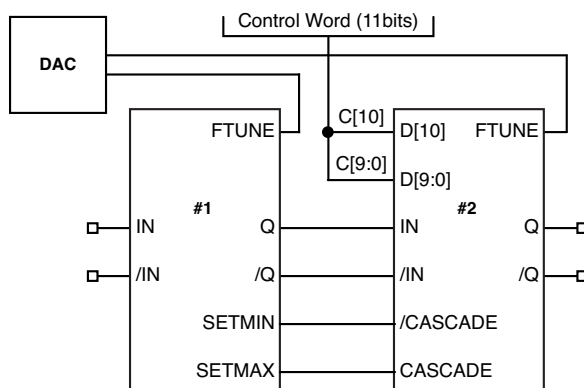 Control Word (11bits)
DAC
C[10]
FTUNE
D[10]
FTUNE
C[9:0]
D[9:0]
#1
#2
IN
Q
IN
Q
/IN
/Q
/IN
/Q
SETMIN
/CASCADE
SETMAX
CASCADE